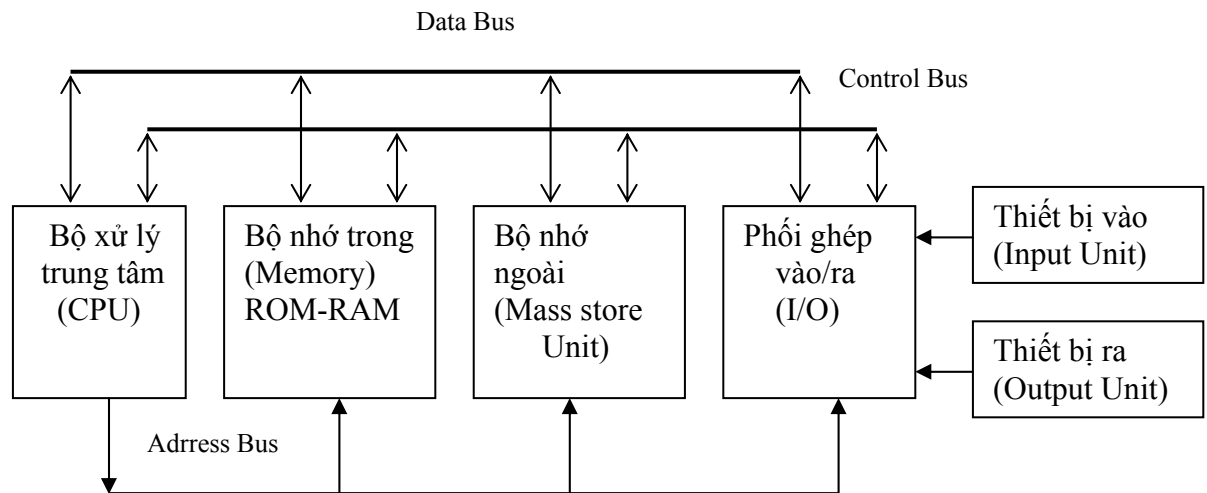 Data Bus
Control Bus
Bộ xử lý
trung tâm
(CPU)
Bộ nhớ trong
(Memory)
ROM-RAM
Bộ nhớ
ngoài
(Mass store
Unit)
Phối ghép
vào/ra
(I/O)
Thiết bị vào
(Input Unit)
Thiết bị ra
(Output Unit)
Adrress Bus